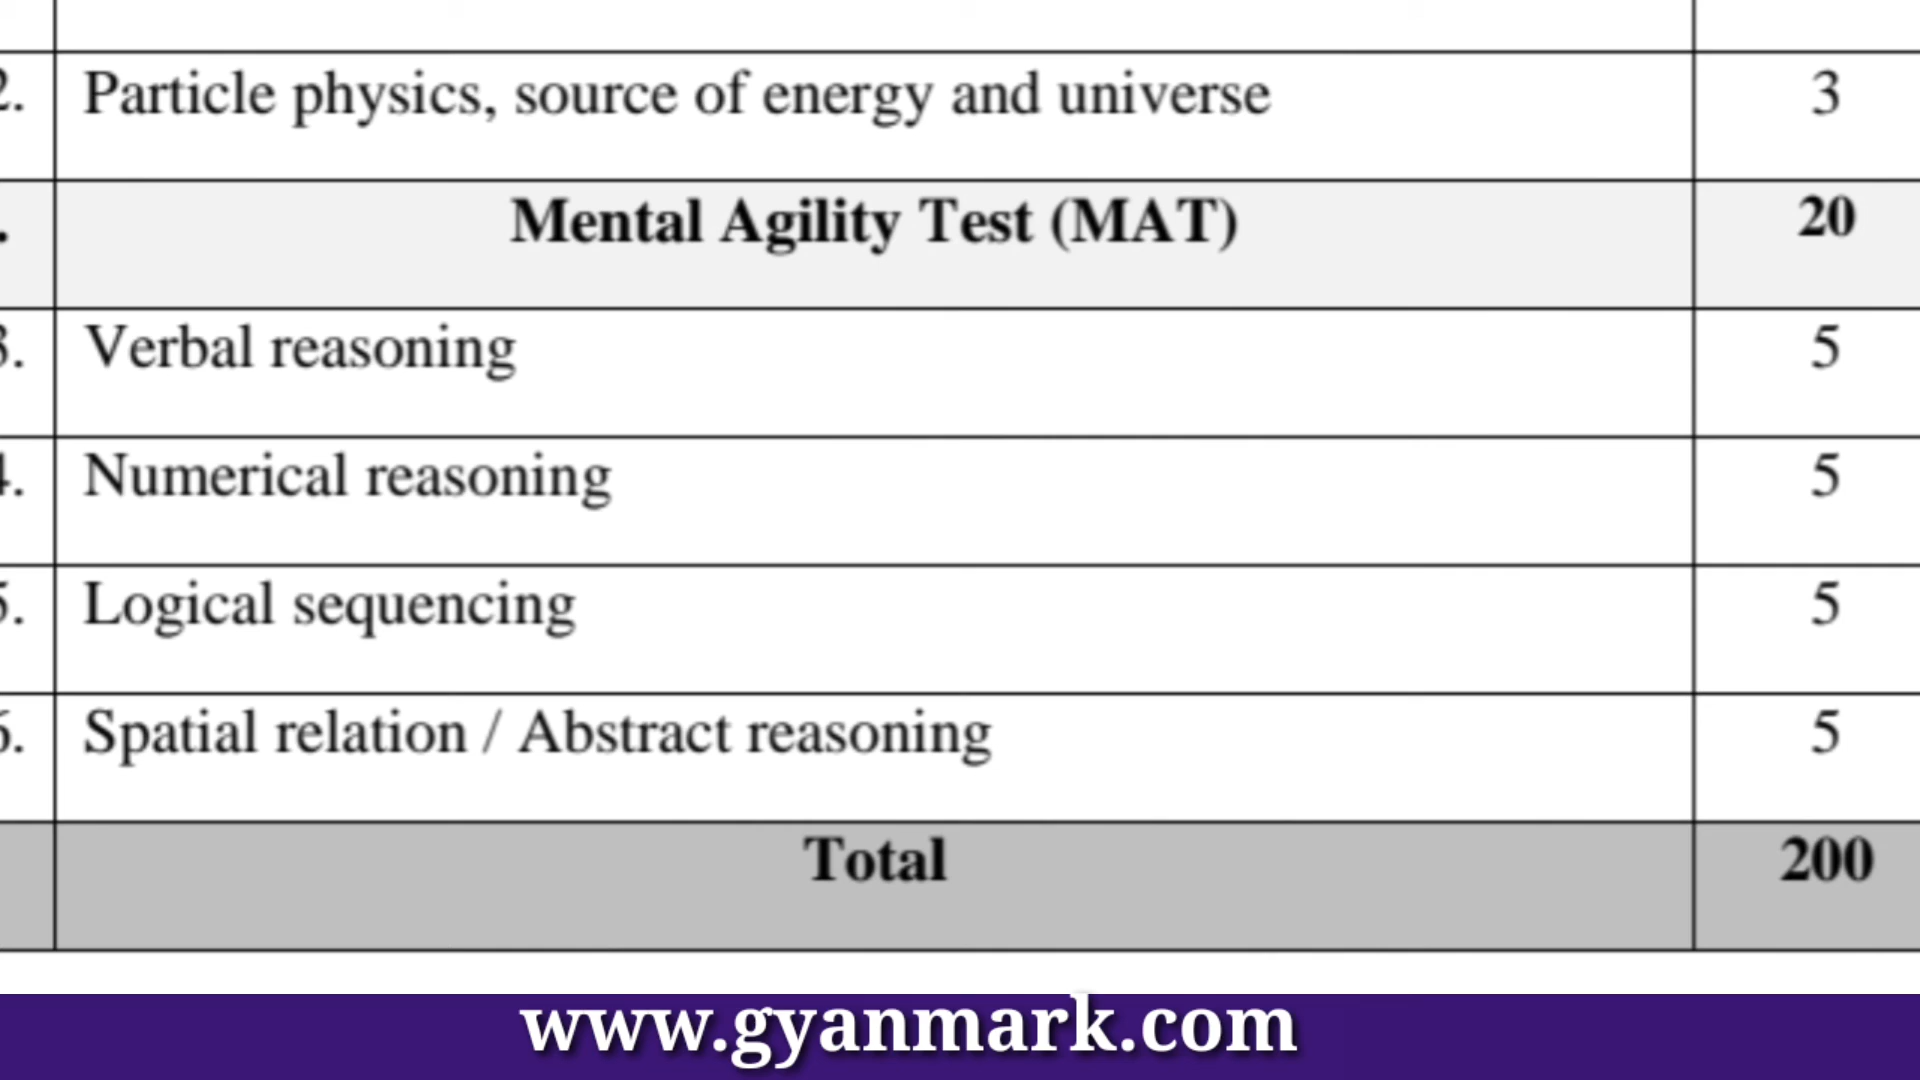 2. Particle physics, source of energy and universe 3
. Mental Agility Test (MAT) 20
3. Verbal reasoning 5
4. Numerical reasoning 5
5. Logical sequencing 5
6. Spatial relation / Abstract reasoning 5
Total 200
www.gyanmark.com